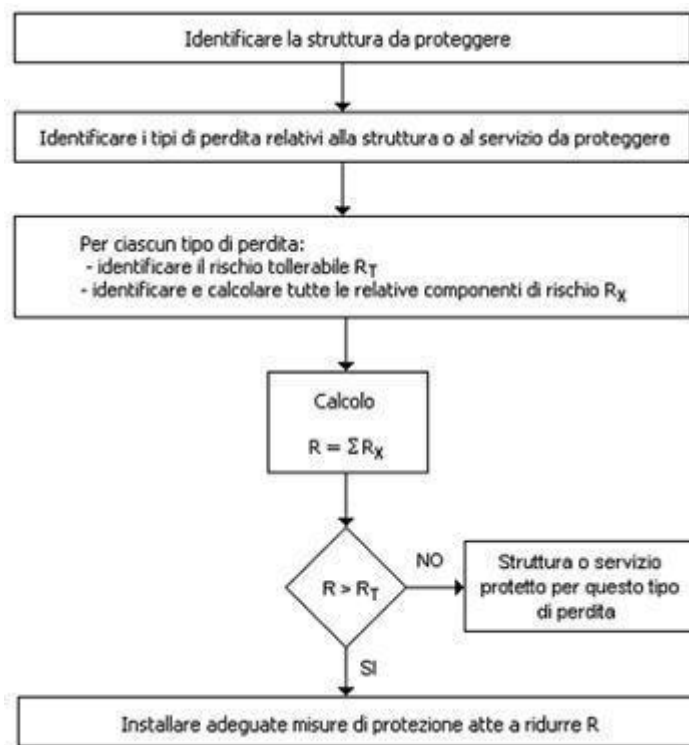 Identificare la struttura da proteggere
Identificare i tipi di perdita relativi alla struttura o al servizio da proteggere
Per ciascun tipo di perdita:
- identificare il rischio tollerabile RT
- identificare e calcolare tutte le relative componenti di rischio RX
Calcolo
R = ΣRX
R > RT
NO
Struttura o servizio
protetto per questo tipo
di perdita
SI
Installare adeguate misure di protezione atte a ridurre R